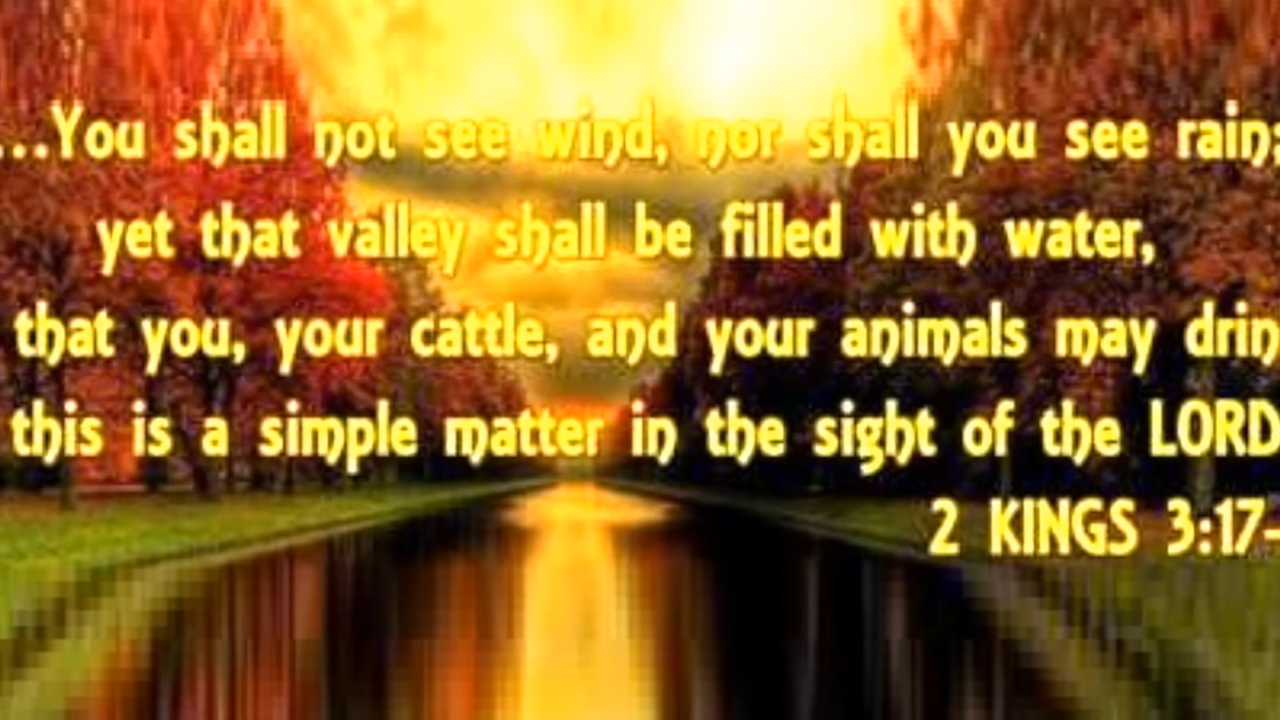 ...You shall not see wind, nor shall you see rain;
yet that valley shall be filled with water,
that you, your cattle, and your animals may drin
this is a simple matter in the sight of the LORD
2 KINGS 3:17-